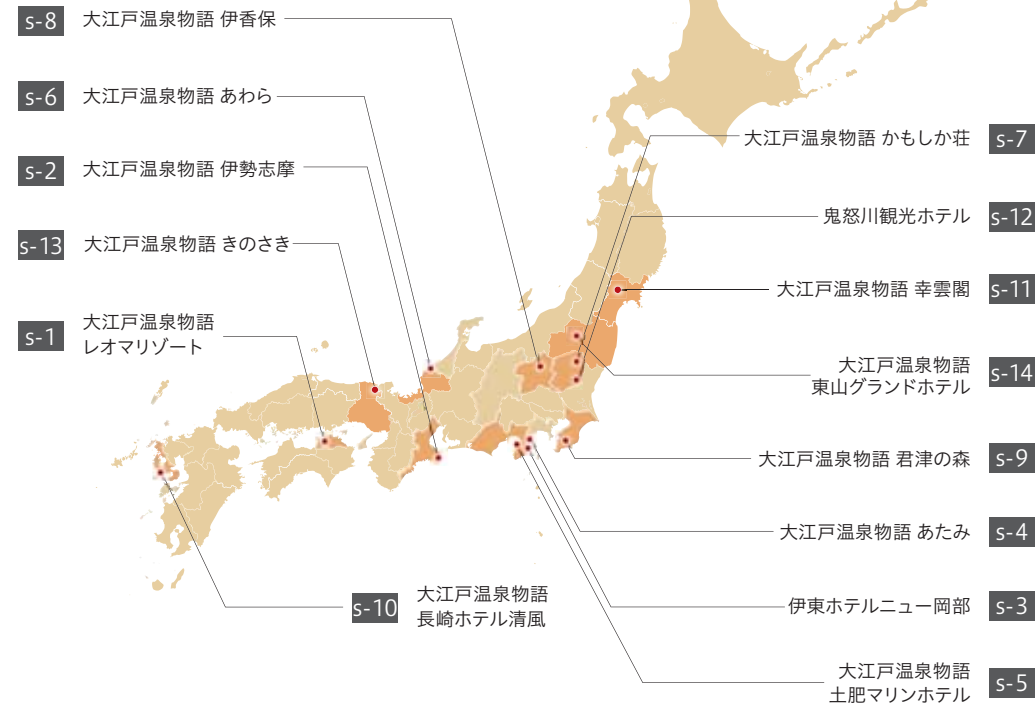 s-8 大江戸温泉物語 伊香保
s-6 大江戸温泉物語 あわら
s-2 大江戸温泉物語 伊勢志摩
s-13 大江戸温泉物語 きのさき
s-1 大江戸温泉物語
レオマリゾート
s-10 大江戸温泉物語
長崎ホテル清風
大江戸温泉物語 かもしか荘 s-7
鬼怒川観光ホテル s-12
大江戸温泉物語 幸雲閣 s-11
大江戸温泉物語
東山グランドホテル s-14
大江戸温泉物語 君津の森 s-9
大江戸温泉物語 あたみ s-4
伊東ホテルニュー岡部 s-3
大江戸温泉物語
土肥マリンホテル s-5